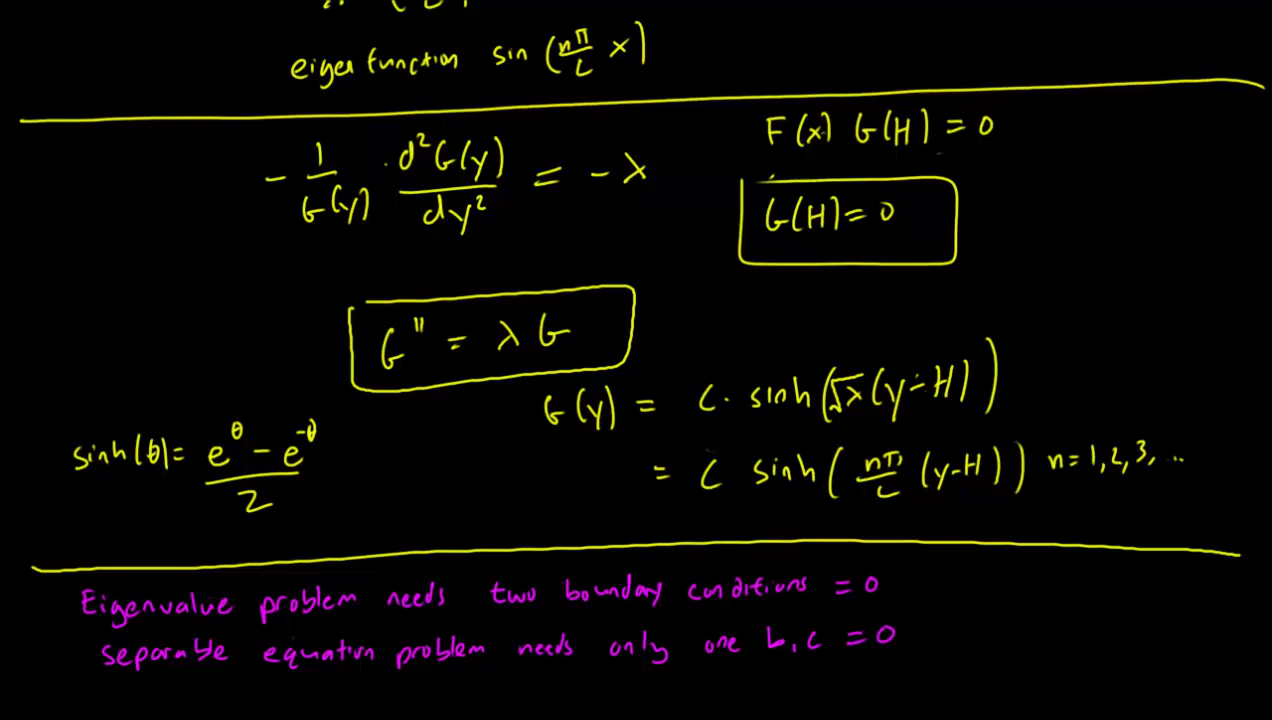 eigenfunction sin (nπ/L x)
- 1/G(y) · d²G(y)/dy² = - λ
F(x) G(H) = 0
G(H) = 0
G'' = λ G
G(y) = C · sinh(√λ (y-H))
sinh(θ) = e^θ - e^-θ / 2
= C sinh( nπ/L (y-H) ) n = 1, 2, 3, ...
Eigenvalue problem needs two boundary conditions = 0
separable equation problem needs only one b.c = 0